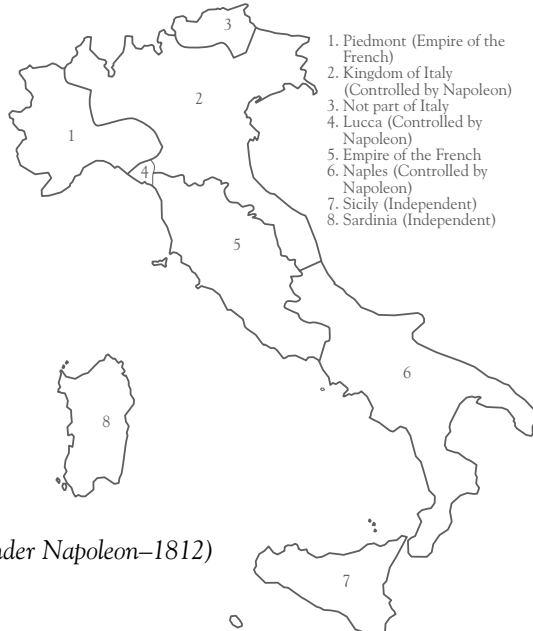 1. Piedmont (Empire of the
French)
2. Kingdom of Italy
(Controlled by Napoleon)
3. Not part of Italy
4. Lucca (Controlled by
Napoleon)
5. Empire of the French
6. Naples (Controlled by
Napoleon)
7. Sicily (Independent)
8. Sardinia (Independent)
3
2
1
4
5
6
8
nder Napoleon–1812)
7